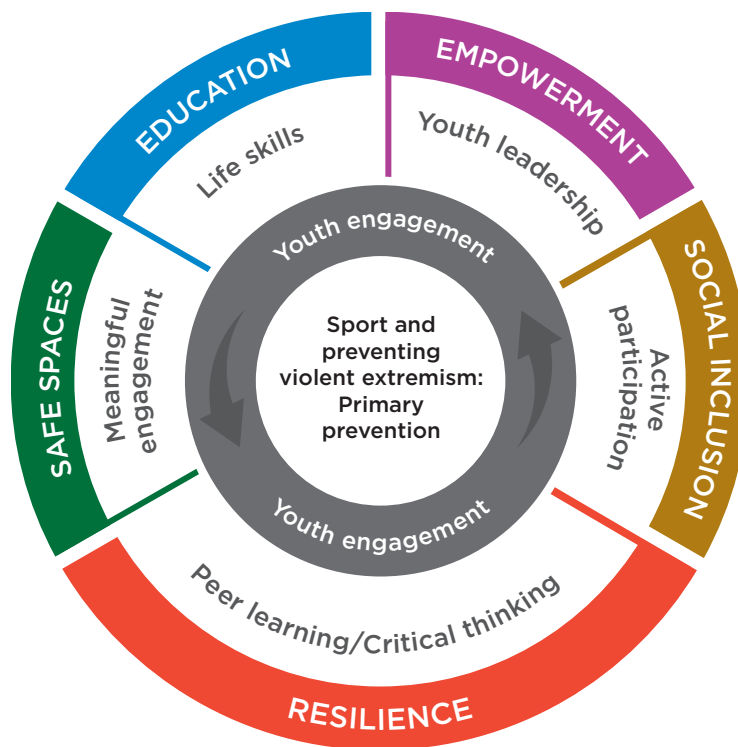 EDUCATION
Life skills
EMPOWERMENT
Youth leadership
SOCIAL INCLUSION
Active
participation
RESILIENCE
Peer learning/Critical thinking
SAFE SPACES
Meaningful
engagement
Youth engagement
Sport and
preventing
violent extremism:
Primary
prevention
Youth engagement